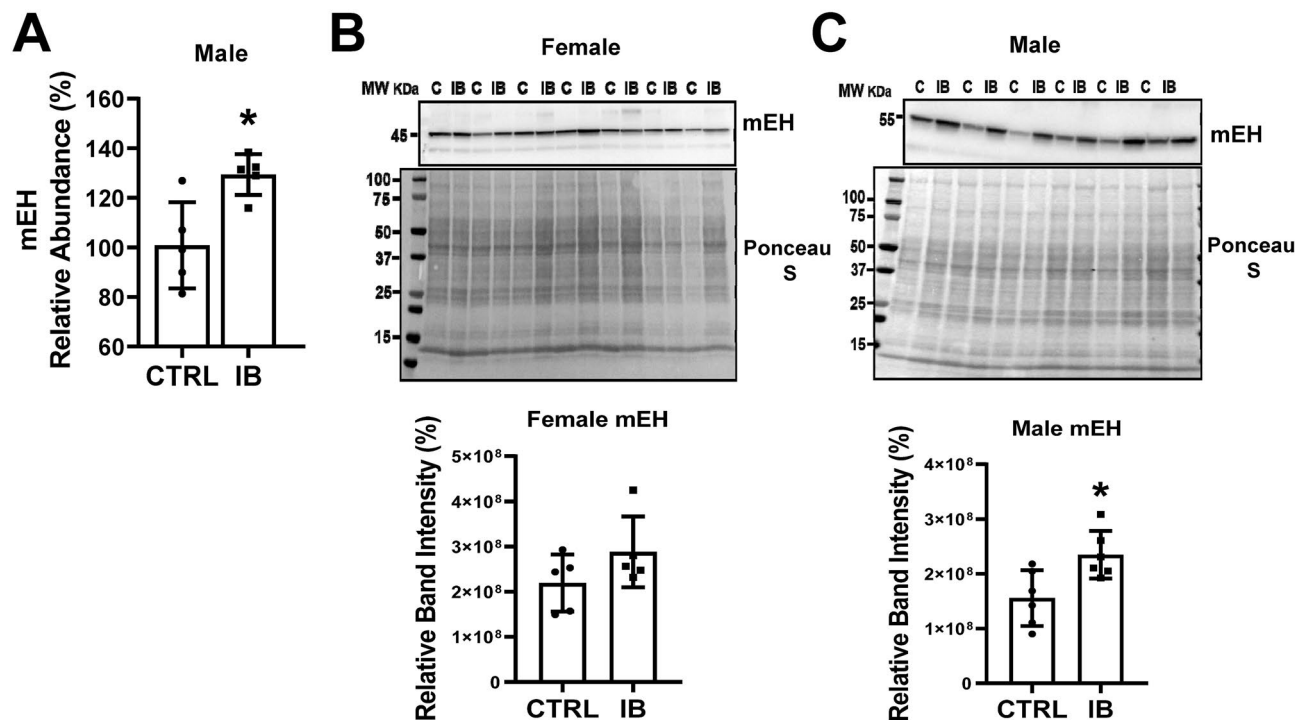 A
Male
mEH
Relative Abundance (%)
160
140
120
100
80
60
*
CTRL IB
B
Female
MW KDa C IB C IB C IB C IB C IB C IB C IB
45
mEH
100
75
50
37
25
15
Ponceau
S
Female mEH
Relative Band Intensity (%)
5×10⁸
4×10⁸
3×10⁸
2×10⁸
1×10⁸
0
CTRL IB
C
Male
MW KDa C IB C IB C IB C IB C IB C IB
55
mEH
100
75
50
37
25
15
Ponceau
S
Male mEH
Relative Band Intensity (%)
4×10⁸
3×10⁸
2×10⁸
1×10⁸
0
*
CTRL IB